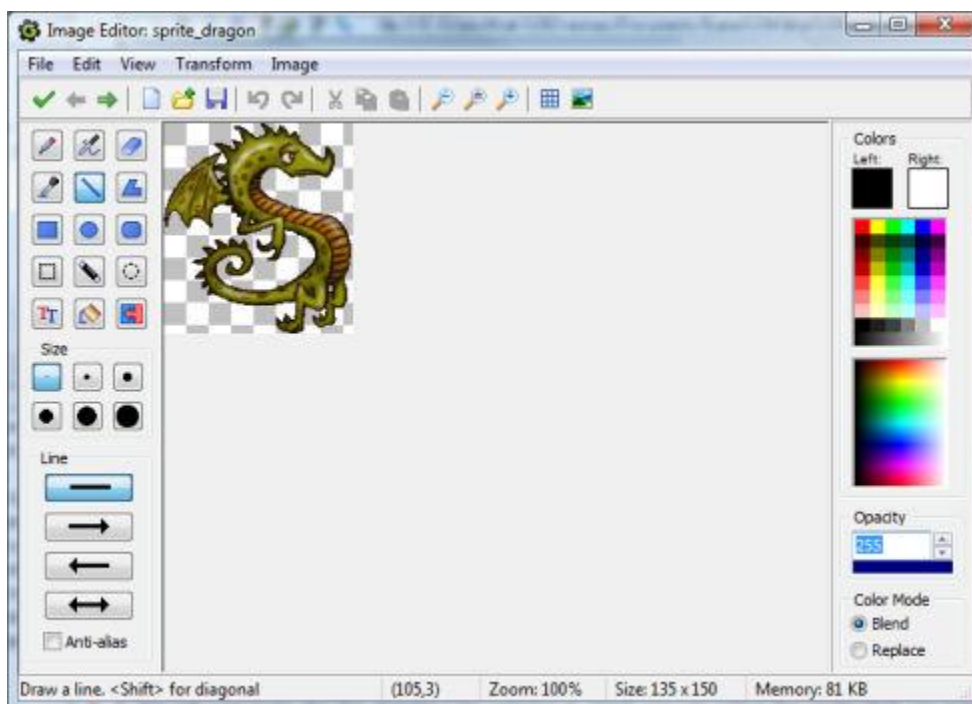 Image Editor: sprite_dragon
File Edit View Transform Image
Colors
Left: Right:
TT
Size
Line
Opacity
255
Color Mode
Blend
Replace
Anti-alias
Draw a line. <Shift> for diagonal (105,3) Zoom: 100% Size: 135 x 150 Memory: 81 KB